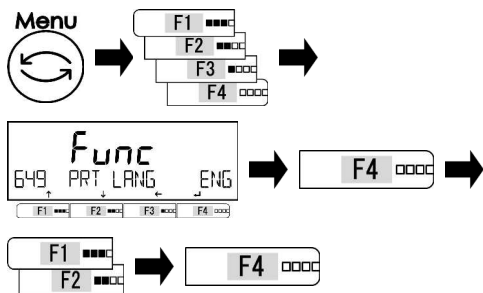 Menu
F1
F2
F3
F4
Func
649 PRT LANG ENG
F1 F2 F3 F4
F4
F1
F2
F4